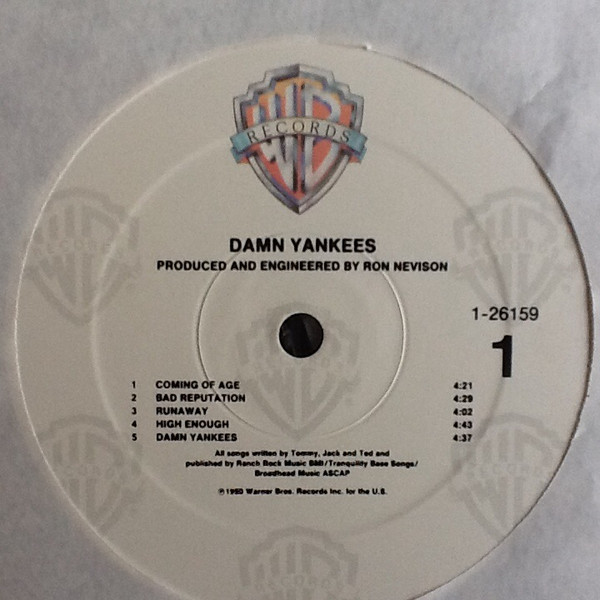 RECORDS
DAMN YANKEES
PRODUCED AND ENGINEERED BY RON NEVISON
1-26159
1
1 COMING OF AGE 4:21
2 BAD REPUTATION 4:29
3 RUNAWAY 4:02
4 HIGH ENOUGH 4:43
5 DAMN YANKEES 4:37
All songs written by Tommy, Jack and Ted and
published by Ranch Rock Music BMI/Tranquility Base Songs/
Broadhead Music ASCAP
℗1990 Warner Bros. Records Inc. for the U.S.